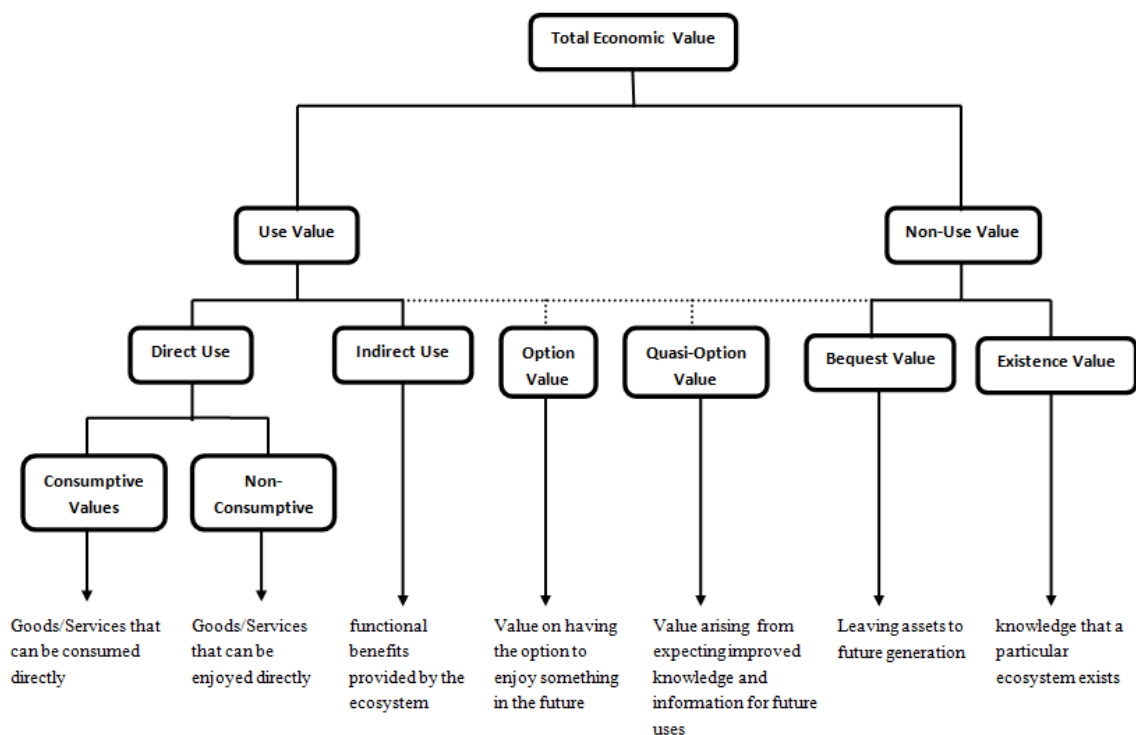 Total Economic Value
Use Value
Non-Use Value
Direct Use
Indirect Use
Option
Value
Quasi-Option
Value
Bequest Value
Existence Value
Consumptive
Values
Non-
Consumptive
Goods/Services that
can be consumed
directly
Goods/Services
that can be
enjoyed directly
functional
benefits
provided by the
ecosystem
Value on having
the option to
enjoy something
in the future
Value arising from
expecting improved
knowledge and
information for future
uses
Leaving assets to
future generation
knowledge that a
particular
ecosystem exists